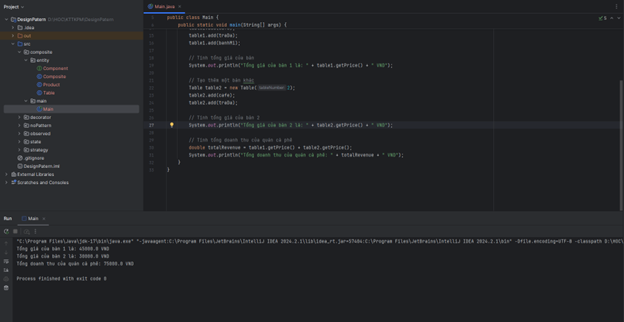 Project
DesignPatern D:\HOC\KTTKPM\DesignPatern
.idea
out
src
composite
entity
Component
Composite
Product
Table
main
Main
decorator
noPattern
observed
state
strategy
.gitignore
DesignPatern.md
External Libraries
Scratches and Consoles
Main.java
public class Main {
public static void main(String[] args) {
table1.add(traDa);
table1.add(banhMi);
// Tính tổng giá của bàn
System.out.println("Tổng giá của bàn 1 là: " + table1.getPrice() + " VND");
// Tạo thêm một bàn khác
Table table2 = new Table( tableNumber: 2);
table2.add(cafe);
table2.add(traDa);
// Tính tổng giá của bàn 2
System.out.println("Tổng giá của bàn 2 là: " + table2.getPrice() + " VND");
// Tính tổng doanh thu của quán cà phê
double totalRevenue = table1.getPrice() + table2.getPrice();
System.out.println("Tổng doanh thu của quán cà phê: " + totalRevenue + " VND");
}
}
Run Main
"C:\Program Files\Java\jdk-17\bin\java.exe" "-javaagent:C:\Program Files\JetBrains\IntelliJ IDEA 2024.2.1\lib\idea_rt.jar=57404:C:\Program Files\JetBrains\IntelliJ IDEA 2024.2.1\bin" -Dfile.encoding=UTF-8 -classpath
Tổng giá của bàn 1 là: 45000.0 VND
Tổng giá của bàn 2 là: 30000.0 VND
Tổng doanh thu của quán cà phê: 75000.0 VND
Process finished with exit code 0